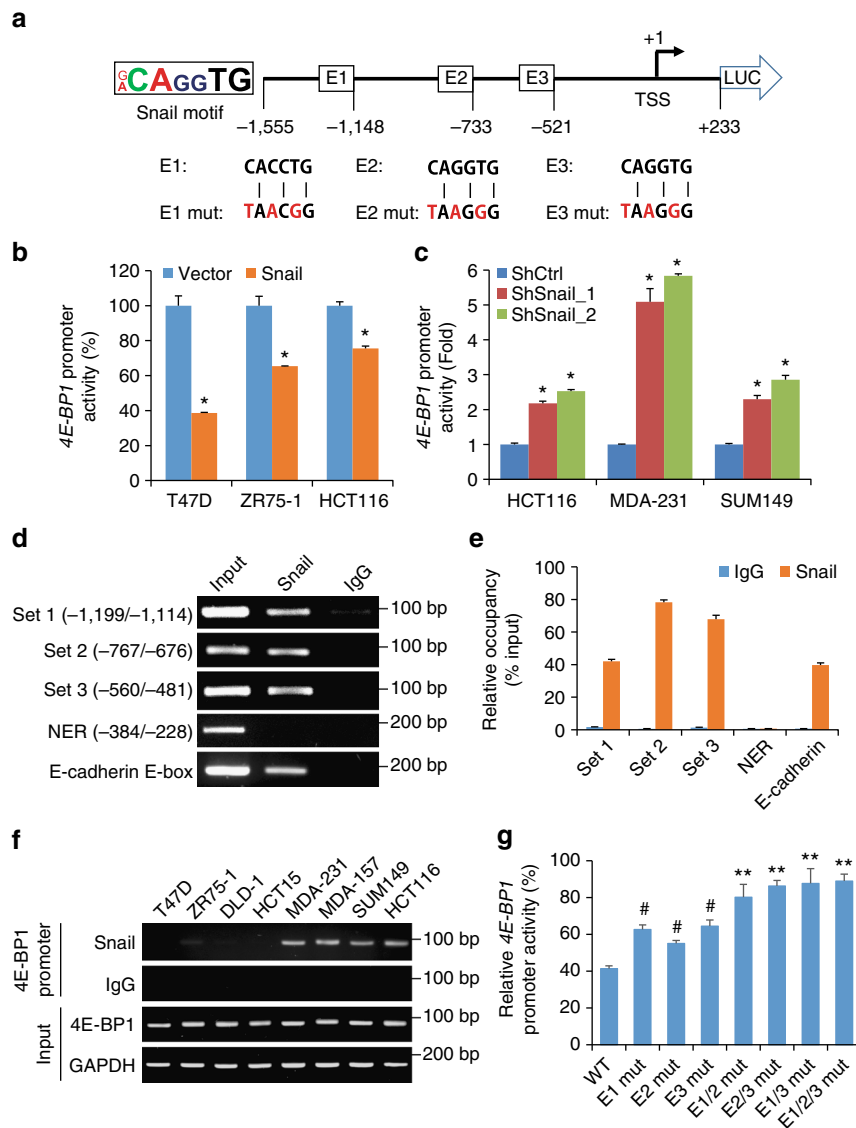 a
+1
GACAGGTG
E1
E2
E3
LUC
Snail motif
TSS
–1,555
–1,148
–733
–521
+233
E1:
CACCTG
E2:
CAGGTG
E3:
CAGGTG
E1 mut:
TAACGG
E2 mut:
TAAGGG
E3 mut:
TAAGGG
b
4E-BP1 promoter
activity (%)
120
100
80
60
40
20
0
Vector
Snail
*
*
*
T47D
ZR75-1
HCT116
c
4E-BP1 promoter
activity (Fold)
6
5
4
3
2
1
0
ShCtrl
ShSnail_1
ShSnail_2
*
*
*
*
*
*
HCT116
MDA-231
SUM149
d
Input
Snail
IgG
Set 1 (–1,199/–1,114)
100 bp
Set 2 (–767/–676)
100 bp
Set 3 (–560/–481)
100 bp
NER (–384/–228)
200 bp
E-cadherin E-box
200 bp
e
Relative occupancy
(% input)
100
80
60
40
20
0
IgG
Snail
Set 1
Set 2
Set 3
NER
E-cadherin
f
T47D
ZR75-1
DLD-1
HCT15
MDA-231
MDA-157
SUM149
HCT116
4E-BP1
promoter
Snail
100 bp
IgG
100 bp
Input
4E-BP1
100 bp
GAPDH
200 bp
g
Relative 4E-BP1
promoter activity (%)
100
80
60
40
20
0
#
#
#
**
**
**
**
WT
E1 mut
E2 mut
E3 mut
E1/2 mut
E2/3 mut
E1/3 mut
E1/2/3 mut